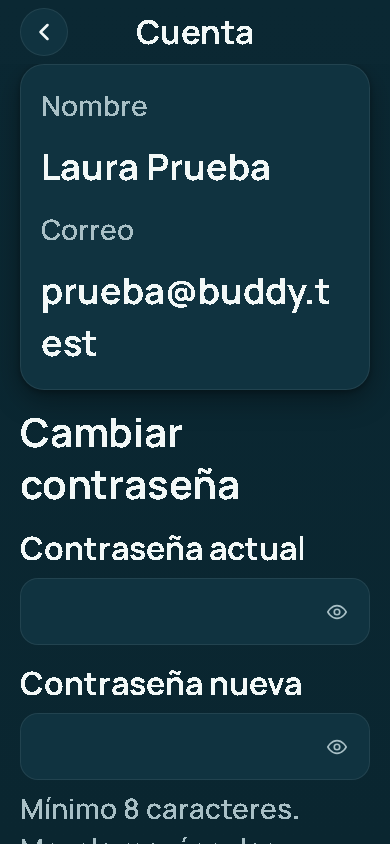 Cuenta
Nombre
Laura Prueba
Correo
prueba@buddy.t
est
Cambiar
contraseña
Contraseña actual
Contraseña nueva
Mínimo 8 caracteres.